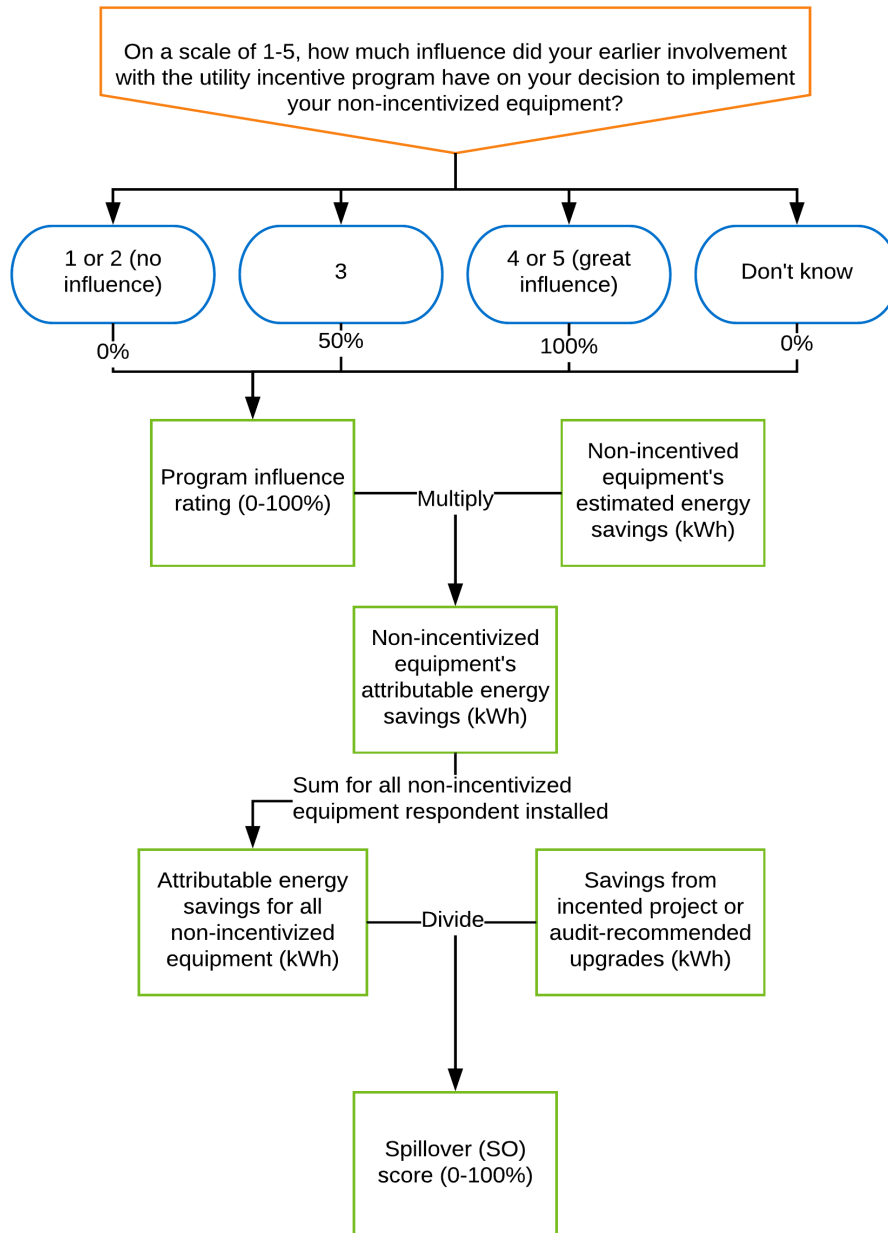 On a scale of 1-5, how much influence did your earlier involvement
with the utility incentive program have on your decision to implement
your non-incentivized equipment?
1 or 2 (no
influence)
3
4 or 5 (great
influence)
Don't know
0%
50%
100%
0%
Program influence
rating (0-100%)
Multiply
Non-incentived
equipment's
estimated energy
savings (kWh)
Non-incentivized
equipment's
attributable energy
savings (kWh)
Sum for all non-incentivized
equipment respondent installed
Attributable energy
savings for all
non-incentivized
equipment (kWh)
Divide
Savings from
incented project or
audit-recommended
upgrades (kWh)
Spillover (SO)
score (0-100%)